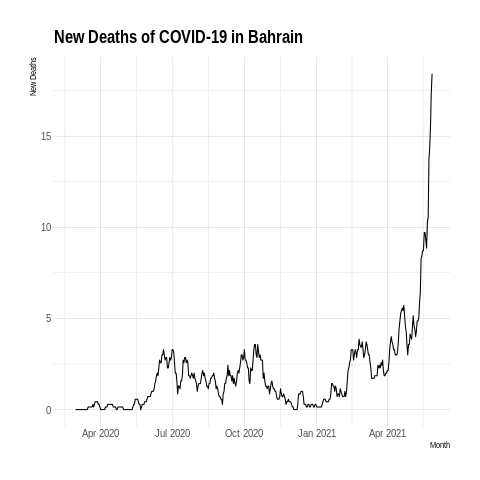 New Deaths of COVID-19 in Bahrain
New Deaths
15
10
5
0
Apr 2020 Jul 2020 Oct 2020 Jan 2021 Apr 2021
Month